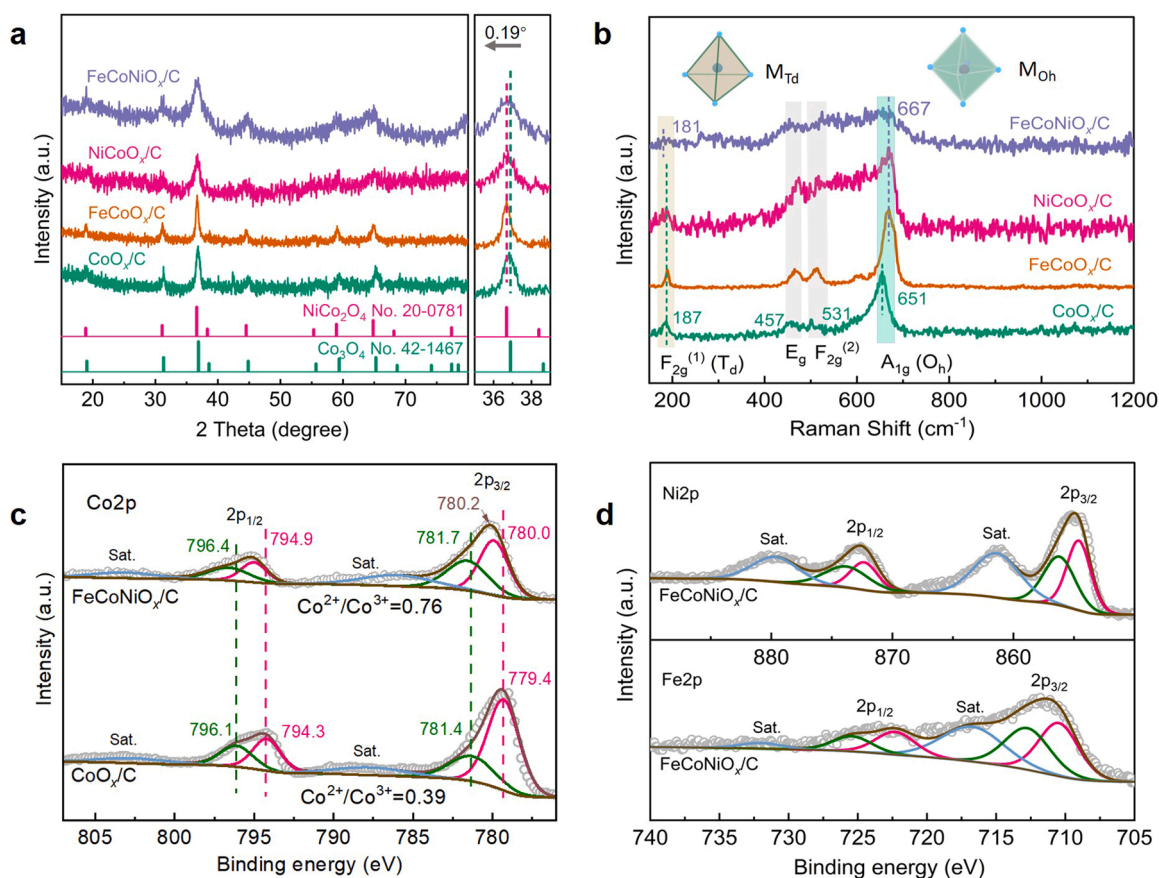 a
0.19°
FeCoNiOx/C
NiCoOx/C
FeCoOx/C
CoOx/C
NiCo2O4 No. 20-0781
Co3O4 No. 42-1467
Intensity (a.u.)
20 30 40 50 60 70 36 38
2 Theta (degree)
b
MTd
MOh
181
667
FeCoNiOx/C
NiCoOx/C
FeCoOx/C
187
457
531
651
CoOx/C
F2g(1) (Td)
Eg
F2g(2)
A1g (Oh)
Intensity (a.u.)
200 400 600 800 1000 1200
Raman Shift (cm-1)
c
Co2p
2p3/2
780.2
2p1/2
796.4
794.9
781.7
780.0
Sat.
Sat.
FeCoNiOx/C
Co2+/Co3+=0.76
779.4
796.1
794.3
781.4
Sat.
Sat.
CoOx/C
Co2+/Co3+=0.39
Intensity (a.u.)
805 800 795 790 785 780
Binding energy (eV)
d
Ni2p
2p3/2
2p1/2
Sat.
Sat.
FeCoNiOx/C
880 870 860
Fe2p
2p3/2
2p1/2
Sat.
Sat.
FeCoNiOx/C
Intensity (a.u.)
740 735 730 725 720 715 710 705
Binding energy (eV)